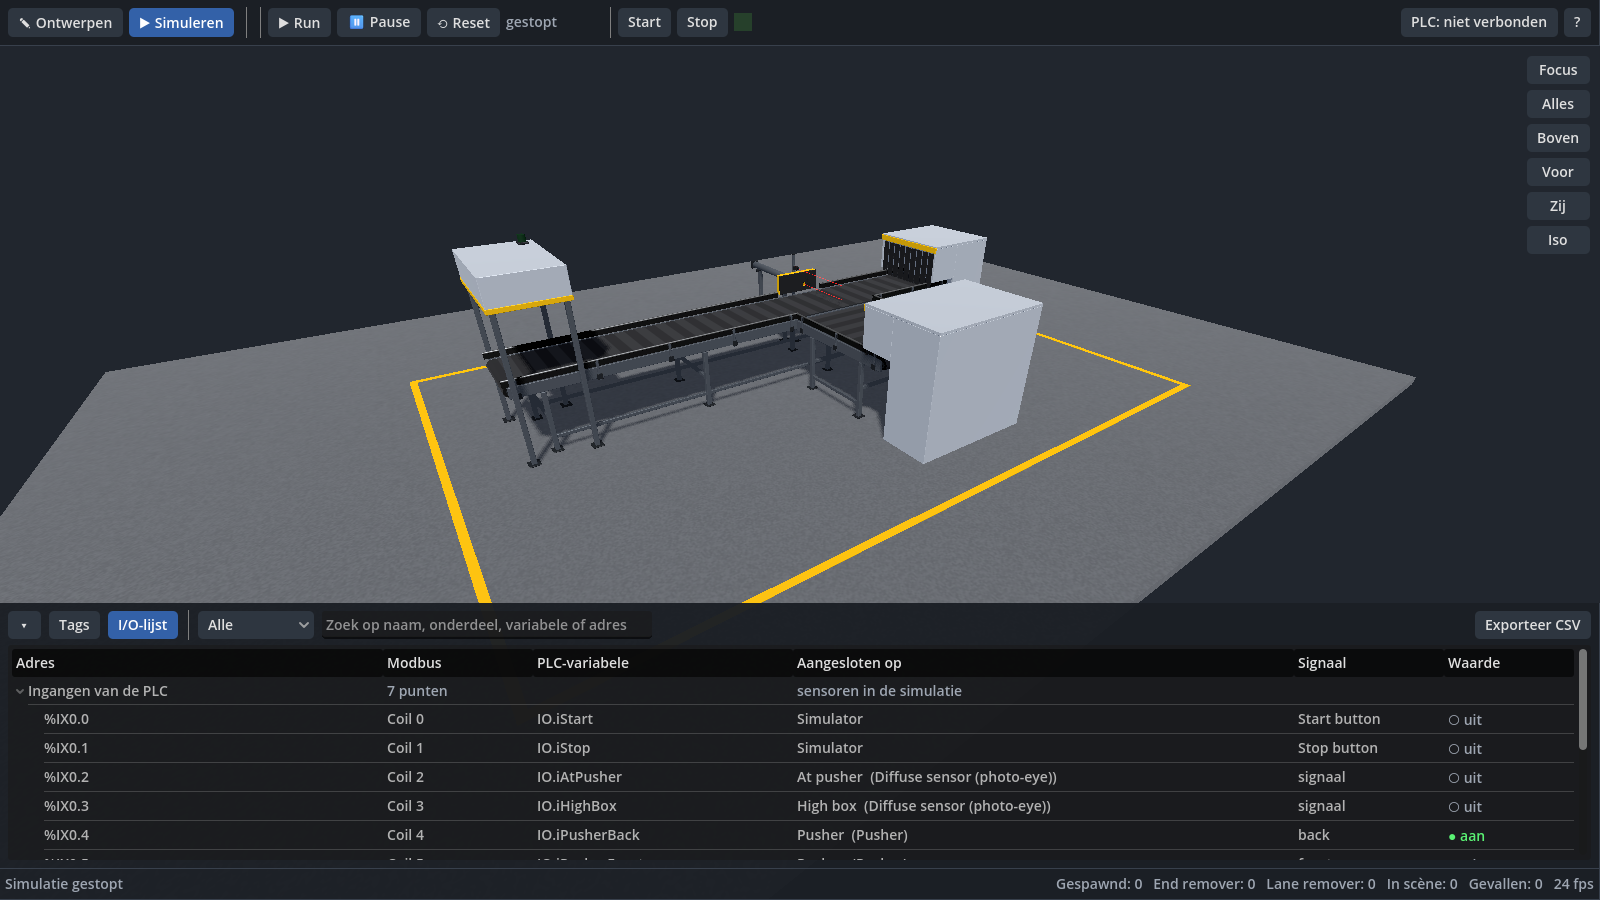 Ontwerpen
Simuleren
Run
Pause
Reset
gestopt
Start
Stop
PLC: niet verbonden
?
Focus
Alles
Boven
Voor
Zij
Iso
Tags
I/O-lijst
Alle
Zoek op naam, onderdeel, variabele of adres
Exporteer CSV
Adres Modbus PLC-variabele Aangesloten op Signaal Waarde
Ingangen van de PLC 7 punten sensoren in de simulatie
%IX0.0 Coil 0 IO.iStart Simulator Start button uit
%IX0.1 Coil 1 IO.iStop Simulator Stop button uit
%IX0.2 Coil 2 IO.iAtPusher At pusher (Diffuse sensor (photo-eye)) signaal uit
%IX0.3 Coil 3 IO.iHighBox High box (Diffuse sensor (photo-eye)) signaal uit
%IX0.4 Coil 4 IO.iPusherBack Pusher (Pusher) back aan
Simulatie gestopt
Gespawnd: 0 End remover: 0 Lane remover: 0 In scène: 0 Gevallen: 0 24 fps